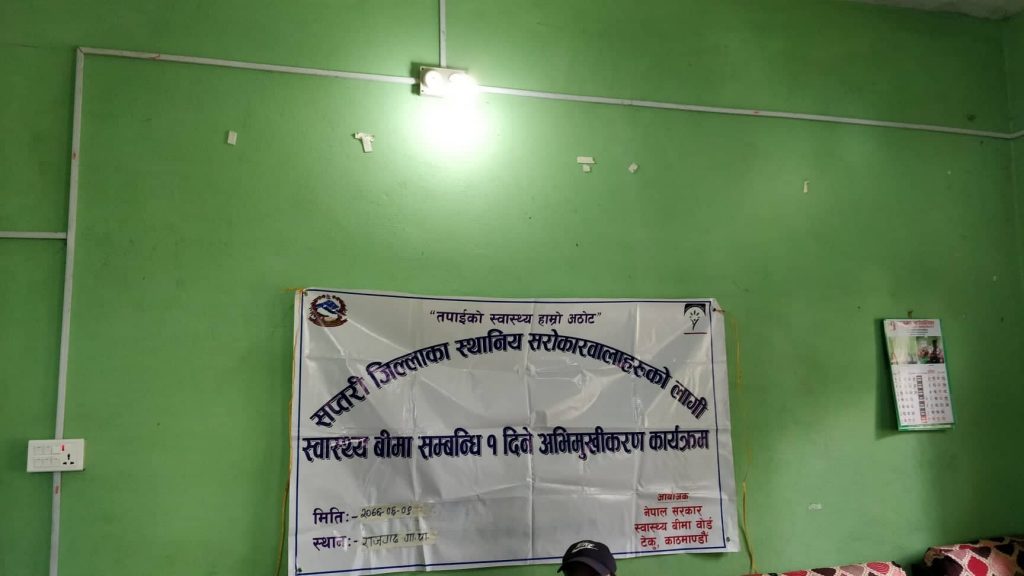 "तपाईको स्वास्थ्य हाम्रो अठोट"
सप्तरी जिल्लाका स्थानिय सरोकारवालाहरुको लागी
स्वास्थ्य बीमा सम्बन्धि १ दिने अभिमुखीकरण कार्यक्रम
मिति:-
स्थान:- राजगढ गा.पा.
आयोजक
नेपाल सरकार
स्वास्थ्य बीमा वोर्ड
टेकु, काठमाण्डौं